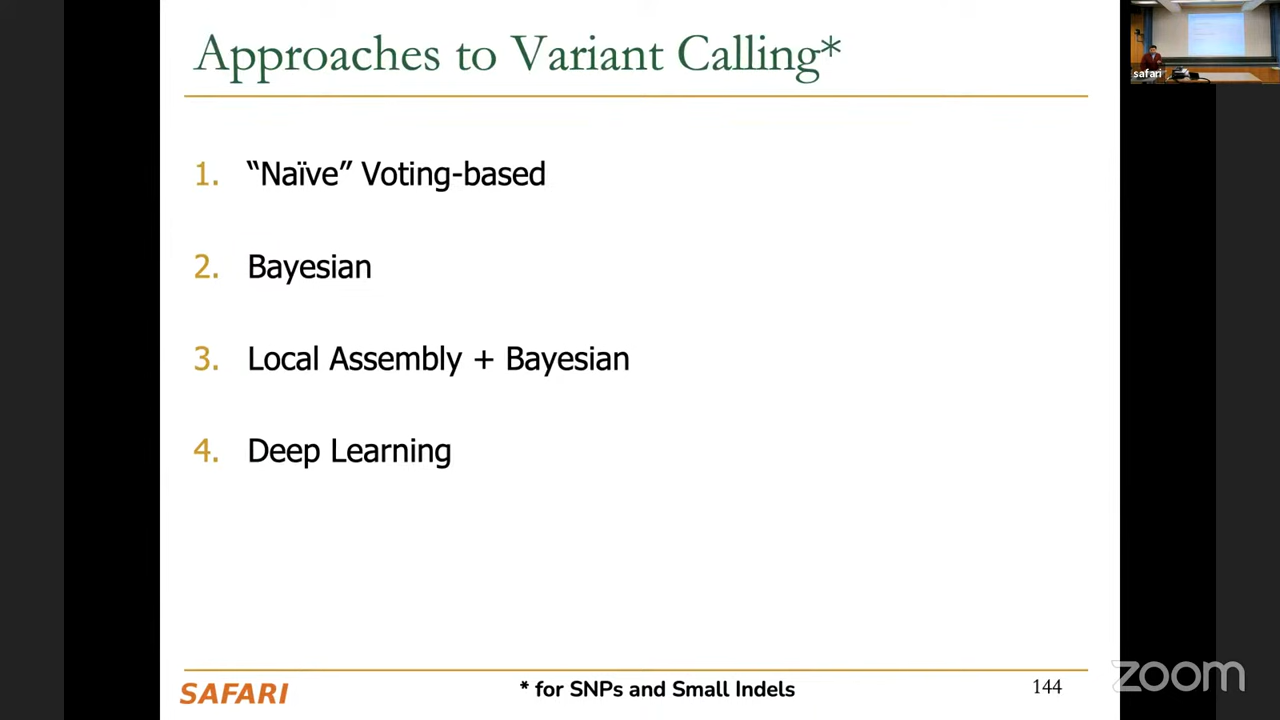 Approaches to Variant Calling*
safari
1. “Naïve” Voting-based
2. Bayesian
3. Local Assembly + Bayesian
4. Deep Learning
SAFARI
* for SNPs and Small Indels
144
zoom